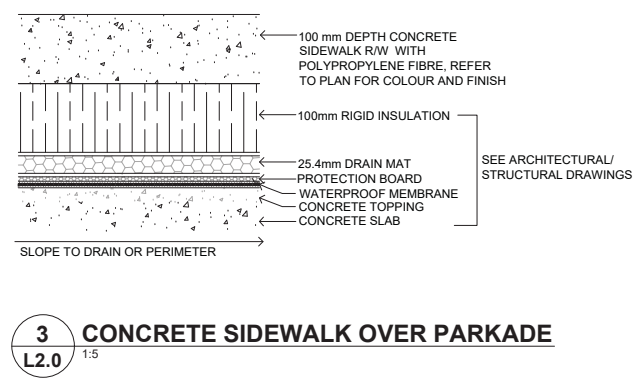 100 mm DEPTH CONCRETE
SIDEWALK R/W WITH
POLYPROPYLENE FIBRE, REFER
TO PLAN FOR COLOUR AND FINISH
100mm RIGID INSULATION
25.4mm DRAIN MAT
PROTECTION BOARD
WATERPROOF MEMBRANE
CONCRETE TOPPING
CONCRETE SLAB
SEE ARCHITECTURAL/
STRUCTURAL DRAWINGS
SLOPE TO DRAIN OR PERIMETER
3
L2.0
CONCRETE SIDEWALK OVER PARKADE
1:5